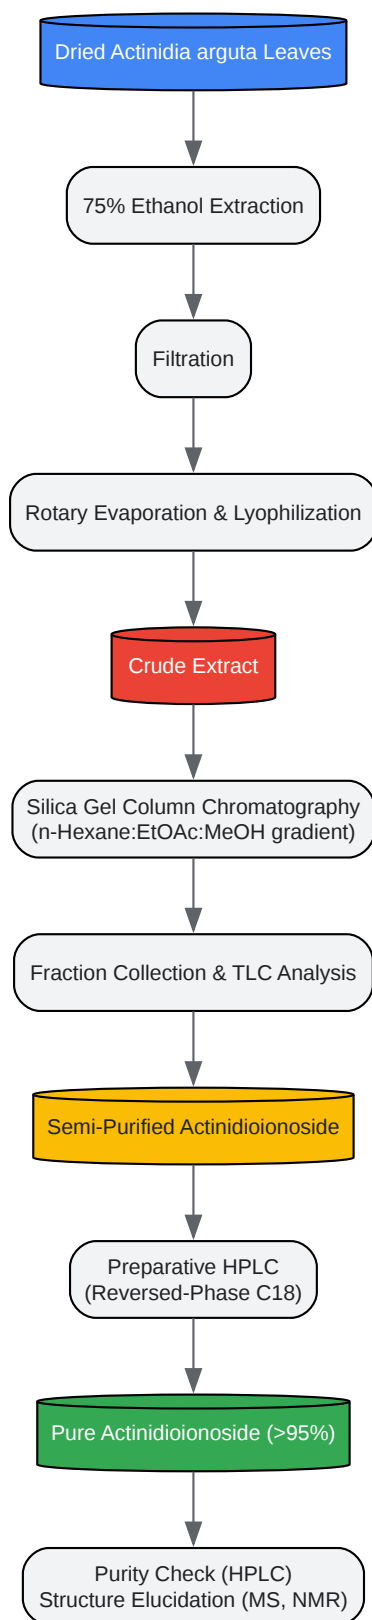 Dried Actinidia arguta Leaves
75% Ethanol Extraction
Filtration
Rotary Evaporation & Lyophilization
Crude Extract
Silica Gel Column Chromatography
(n-Hexane:EtOAc:MeOH gradient)
Fraction Collection & TLC Analysis
Semi-Purified Actinidioionoside
Preparative HPLC
(Reversed-Phase C18)
Pure Actinidioionoside (>95%)
Purity Check (HPLC)
Structure Elucidation (MS, NMR)